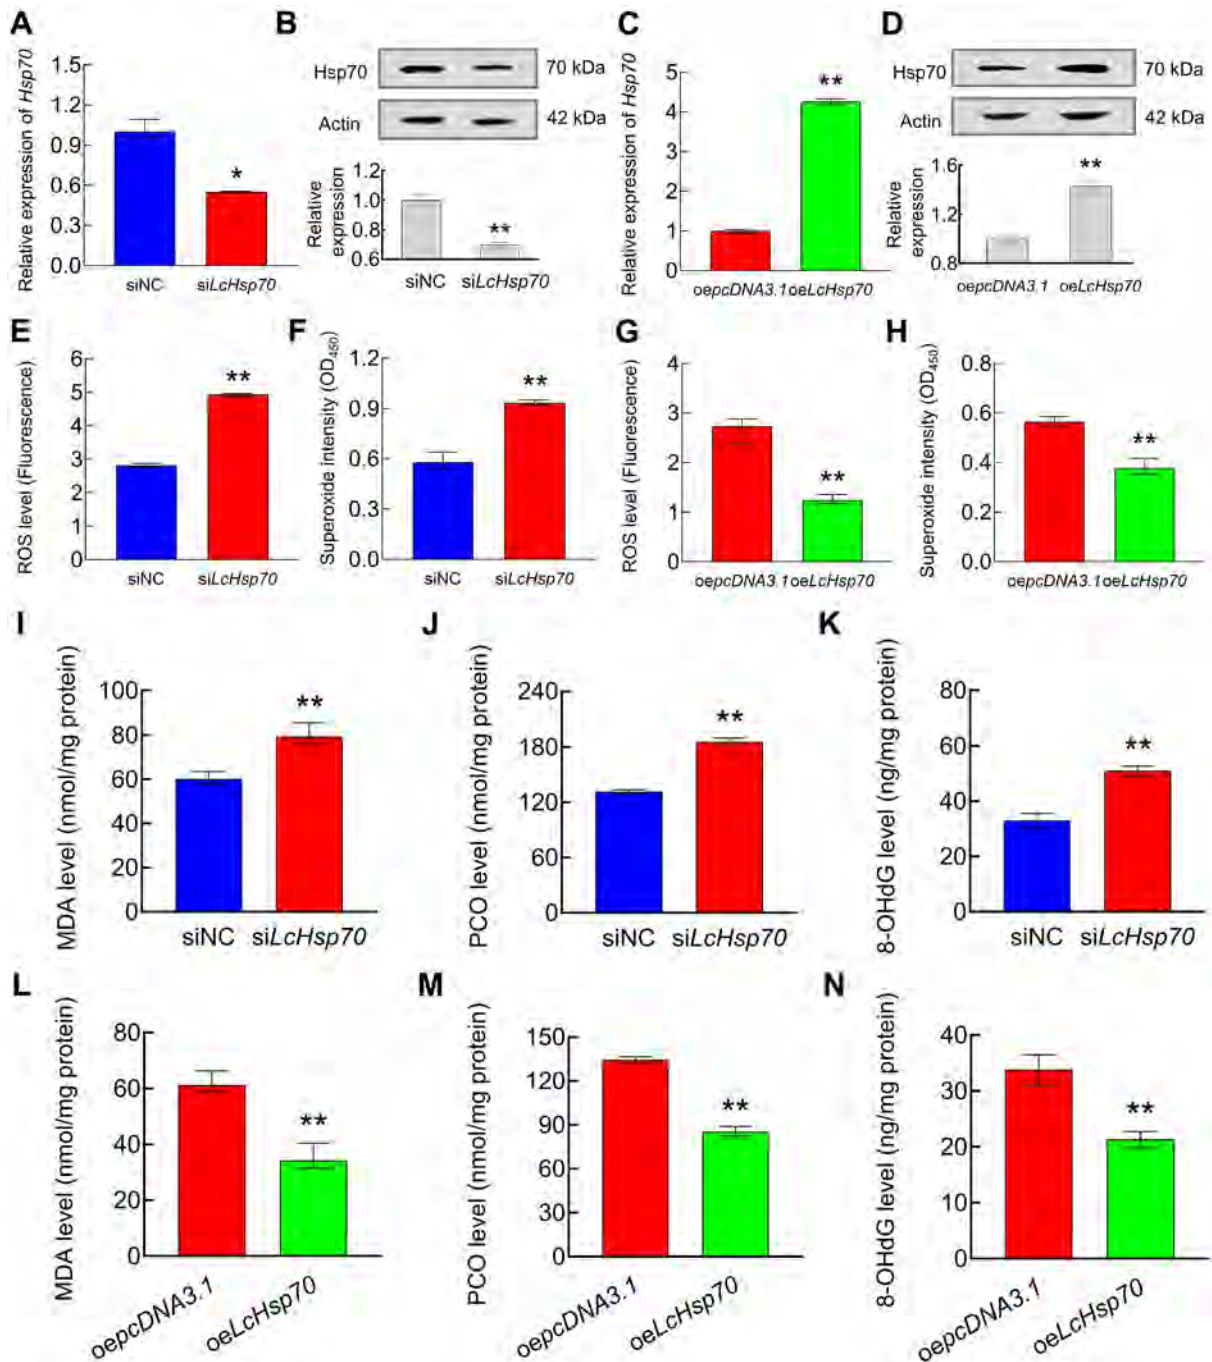 A
Relative expression of Hsp70
1.5
1.2
0.9
0.6
0.3
0.0
*
siNC
siLcHsp70
B
Hsp70
70 kDa
Actin
42 kDa
Relative
expression
1.2
1.0
0.8
0.6
**
siNC
siLcHsp70
C
Relative expression of Hsp70
5
4
3
2
1
0
**
oepcDNA3.1
oeLcHsp70
D
Hsp70
70 kDa
Actin
42 kDa
Relative
expression
1.6
1.2
0.8
**
oepcDNA3.1
oeLcHsp70
E
ROS level (Fluorescence)
6
5
4
3
2
1
0
**
siNC
siLcHsp70
F
Superoxide intensity (OD450)
1.2
0.9
0.6
0.3
0.0
**
siNC
siLcHsp70
G
ROS level (Fluorescence)
4
3
2
1
0
**
oepcDNA3.1
oeLcHsp70
H
Superoxide intensity (OD450)
0.8
0.6
0.4
0.2
0.0
**
oepcDNA3.1
oeLcHsp70
I
MDA level (nmol/mg protein)
100
80
60
40
20
0
**
siNC
siLcHsp70
J
PCO level (nmol/mg protein)
240
180
120
60
0
**
siNC
siLcHsp70
K
8-OHdG level (ng/mg protein)
80
60
40
20
0
**
siNC
siLcHsp70
L
MDA level (nmol/mg protein)
80
60
40
20
0
**
oepcDNA3.1
oeLcHsp70
M
PCO level (nmol/mg protein)
150
120
90
60
30
0
**
oepcDNA3.1
oeLcHsp70
N
8-OHdG level (ng/mg protein)
40
30
20
10
0
**
oepcDNA3.1
oeLcHsp70